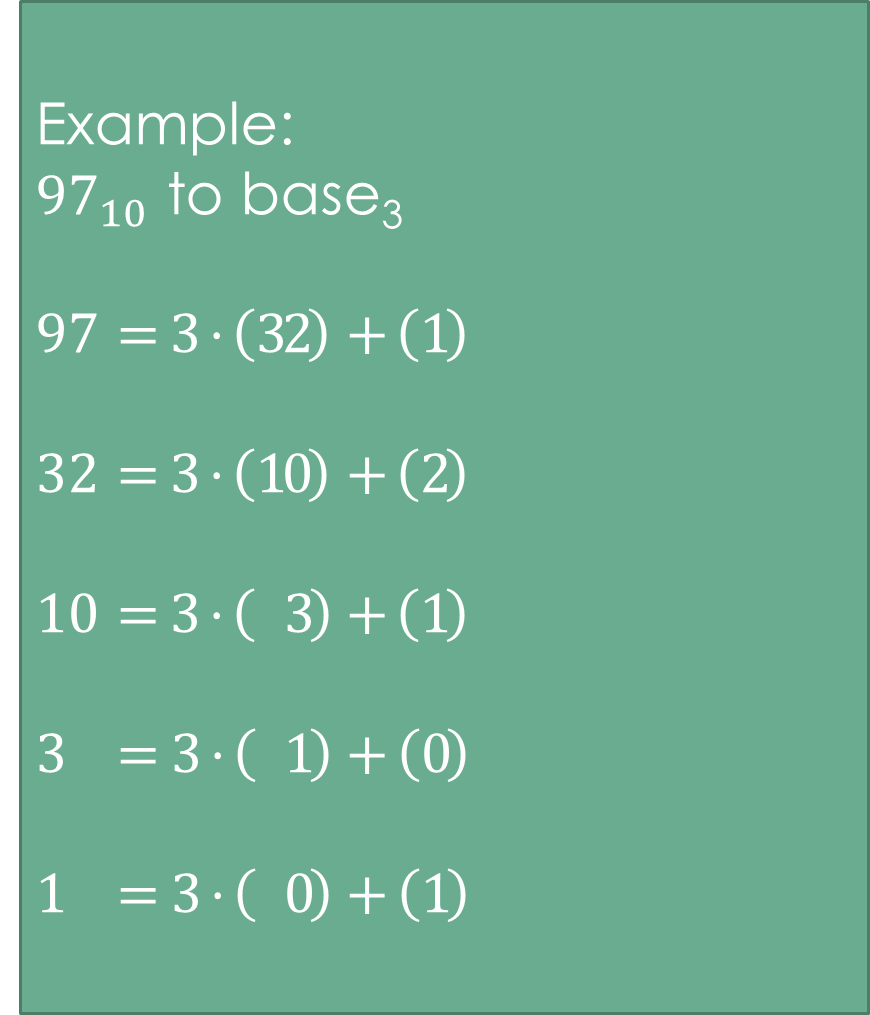 Example:
97₁₀ to base₃
97 = 3 · (32) + (1)
32 = 3 · (10) + (2)
10 = 3 · ( 3) + (1)
3 = 3 · ( 1) + (0)
1 = 3 · ( 0) + (1)